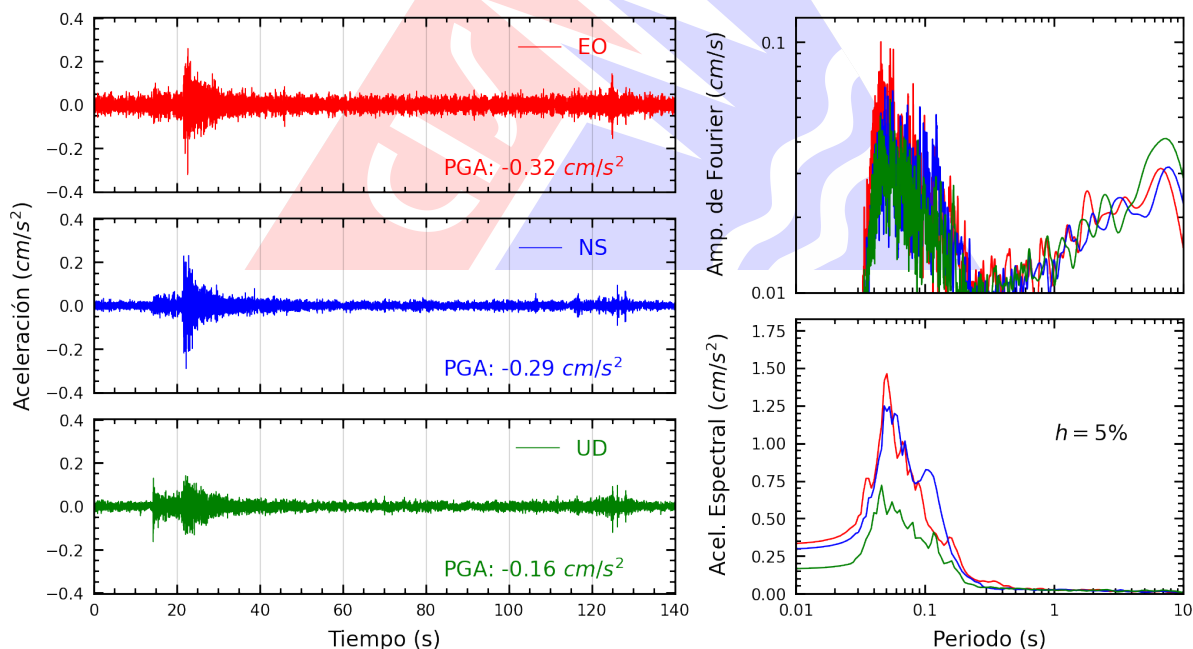 Aceleración (cm/s²)
0.4
0.2
0.0
−0.2
−0.4
EO
PGA: -0.32 cm/s²
0.4
0.2
0.0
−0.2
−0.4
NS
PGA: -0.29 cm/s²
0.4
0.2
0.0
−0.2
−0.4
UD
PGA: -0.16 cm/s²
0 20 40 60 80 100 120 140
Tiempo (s)
Amp. de Fourier (cm/s)
0.1
0.01
Acel. Espectral (cm/s²)
1.75
1.50
1.25
1.00
0.75
0.50
0.25
0.00
h = 5%
0.01 0.1 1 10
Periodo (s)